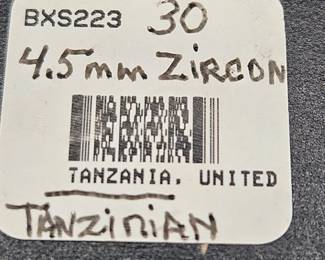 BXS223 30
4.5mm ZIRCON
TANZANIA, UNITED
TANZINIAN